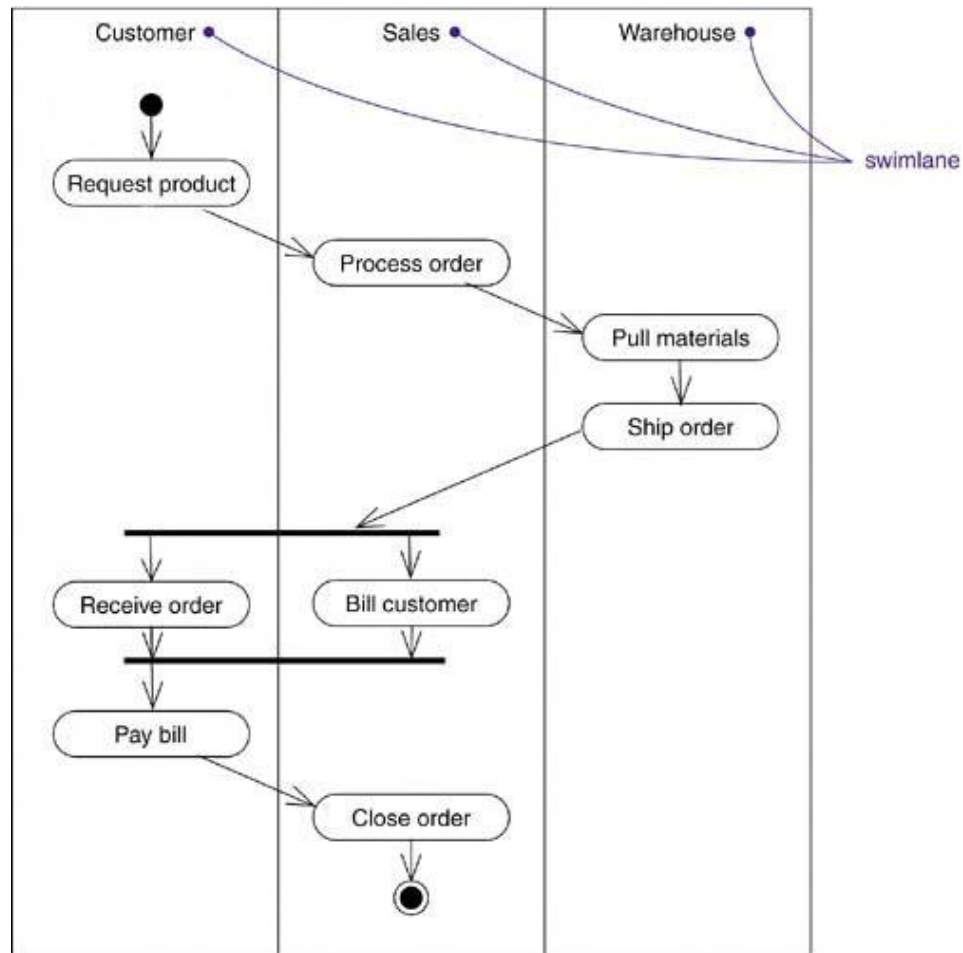 Customer
Sales
Warehouse
swimlane
Request product
Process order
Pull materials
Ship order
Receive order
Bill customer
Pay bill
Close order